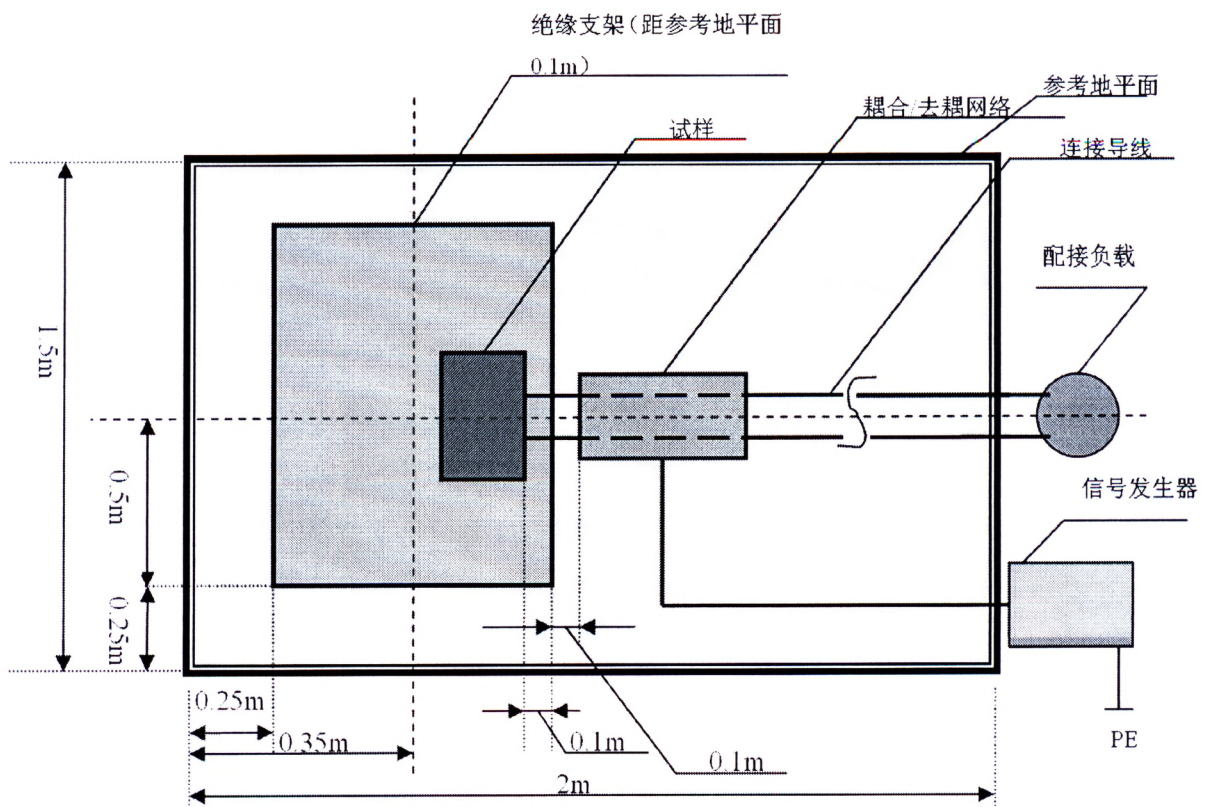 绝缘支架（距参考地平面
0.1m）
参考地平面
耦合/去耦网络
试样
连接导线
配接负载
1.5m
0.5m
信号发生器
0.25m
0.25m
0.35m
0.1m
0.1m
PE
2m